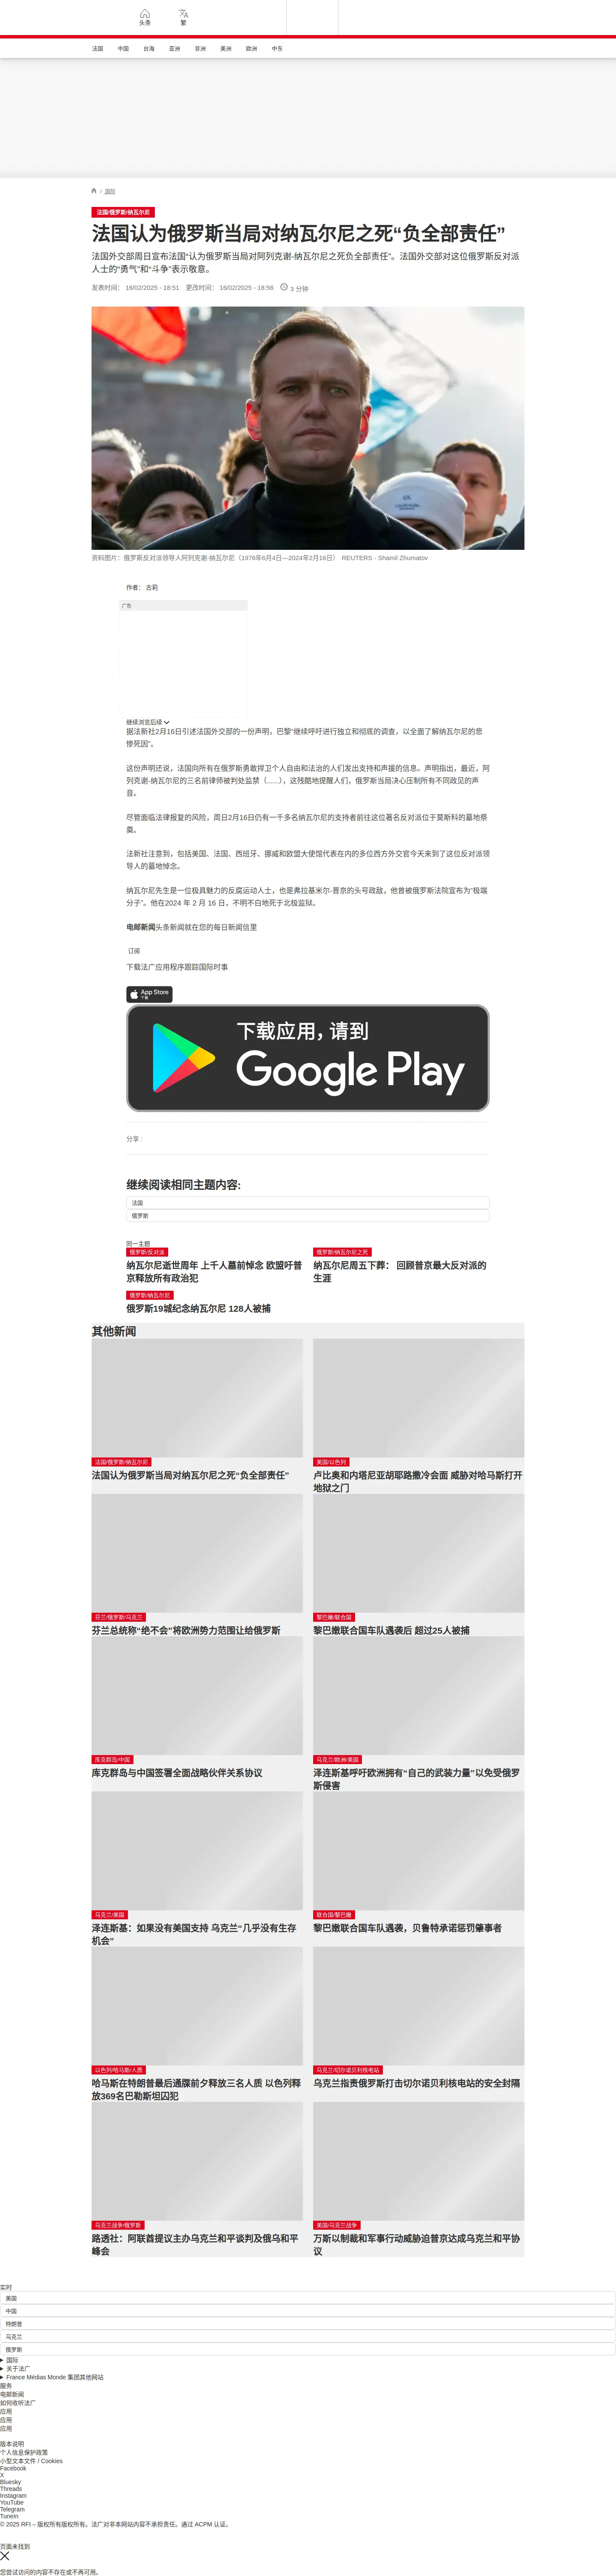 头条
繁
法国
中国
台海
亚洲
非洲
美洲
欧洲
中东
国际
法国/俄罗斯/纳瓦尔尼
法国认为俄罗斯当局对纳瓦尔尼之死“负全部责任”
法国外交部周日宣布法国“认为俄罗斯当局对阿列克谢-纳瓦尔尼之死负全部责任”。法国外交部对这位俄罗斯反对派
人士的“勇气”和“斗争”表示敬意。
发表时间： 16/02/2025 - 18:51 更改时间： 16/02/2025 - 18:56 3 分钟
资料图片：俄罗斯反对派领导人阿列克谢-纳瓦尔尼（1976年6月4日—2024年2月16日） REUTERS - Shamil Zhumatov
作者： 古莉
广告
继续浏览后续
据法新社2月16日引述法国外交部的一份声明，巴黎“继续呼吁进行独立和彻底的调查，以全面了解纳瓦尔尼的悲
惨死因”。
这份声明还说，法国向所有在俄罗斯勇敢捍卫个人自由和法治的人们发出支持和声援的信息。声明指出，最近，阿
列克谢-纳瓦尔尼的三名前律师被判处监禁（......），这残酷地提醒人们，俄罗斯当局决心压制所有不同政见的声
音。
尽管面临法律报复的风险，周日2月16日仍有一千多名纳瓦尔尼的支持者前往这位著名反对派位于莫斯科的墓地祭
奠。
法新社注意到，包括美国、法国、西班牙、挪威和欧盟大使馆代表在内的多位西方外交官今天来到了这位反对派领
导人的墓地悼念。
纳瓦尔尼先生是一位极具魅力的反腐运动人士，也是弗拉基米尔-普京的头号政敌，他曾被俄罗斯法院宣布为“极端
分子”。他在2024 年 2 月 16 日，不明不白地死于北极监狱。
电邮新闻头条新闻就在您的每日新闻信里
订阅
下载法广应用程序跟踪国际时事
App Store
下载
下载应用，请到
Google Play
分享 :
继续阅读相同主题内容:
法国
俄罗斯
同一主题
俄罗斯/反对派
纳瓦尔尼逝世周年 上千人墓前悼念 欧盟吁普
京释放所有政治犯
俄罗斯/纳瓦尔尼之死
纳瓦尔尼周五下葬： 回顾普京最大反对派的
生涯
俄罗斯/纳瓦尔尼
俄罗斯19城纪念纳瓦尔尼 128人被捕
其他新闻
法国/俄罗斯/纳瓦尔尼
法国认为俄罗斯当局对纳瓦尔尼之死“负全部责任”
美国/以色列
卢比奥和内塔尼亚胡耶路撒冷会面 威胁对哈马斯打开
地狱之门
芬兰/俄罗斯/乌克兰
芬兰总统称“绝不会”将欧洲势力范围让给俄罗斯
黎巴嫩/联合国
黎巴嫩联合国车队遇袭后 超过25人被捕
库克群岛/中国
库克群岛与中国签署全面战略伙伴关系协议
乌克兰/欧洲/美国
泽连斯基呼吁欧洲拥有“自己的武装力量”以免受俄罗
斯侵害
乌克兰/美国
泽连斯基：如果没有美国支持 乌克兰“几乎没有生存
机会”
联合国/黎巴嫩
黎巴嫩联合国车队遇袭，贝鲁特承诺惩罚肇事者
以色列/哈马斯/人质
哈马斯在特朗普最后通牒前夕释放三名人质 以色列释
放369名巴勒斯坦囚犯
乌克兰/切尔诺贝利核电站
乌克兰指责俄罗斯打击切尔诺贝利核电站的安全封隔
乌克兰战争/俄罗斯
路透社：阿联酋提议主办乌克兰和平谈判及俄乌和平
峰会
美国/乌克兰战争
万斯以制裁和军事行动威胁迫普京达成乌克兰和平协
议
实时
美国
中国
特朗普
乌克兰
俄罗斯
国际
关于法广
France Médias Monde 集团其他网站
服务
电邮新闻
如何收听法广
应用
应用
应用
版本说明
个人信息保护政策
小型文本文件 / Cookies
Facebook
X
Bluesky
Threads
Instagram
YouTube
Telegram
TuneIn
© 2025 RFI – 版权所有版权所有。法广对非本网站内容不承担责任。通过 ACPM 认证。
页面未找到
您尝试访问的内容不存在或不再可用。